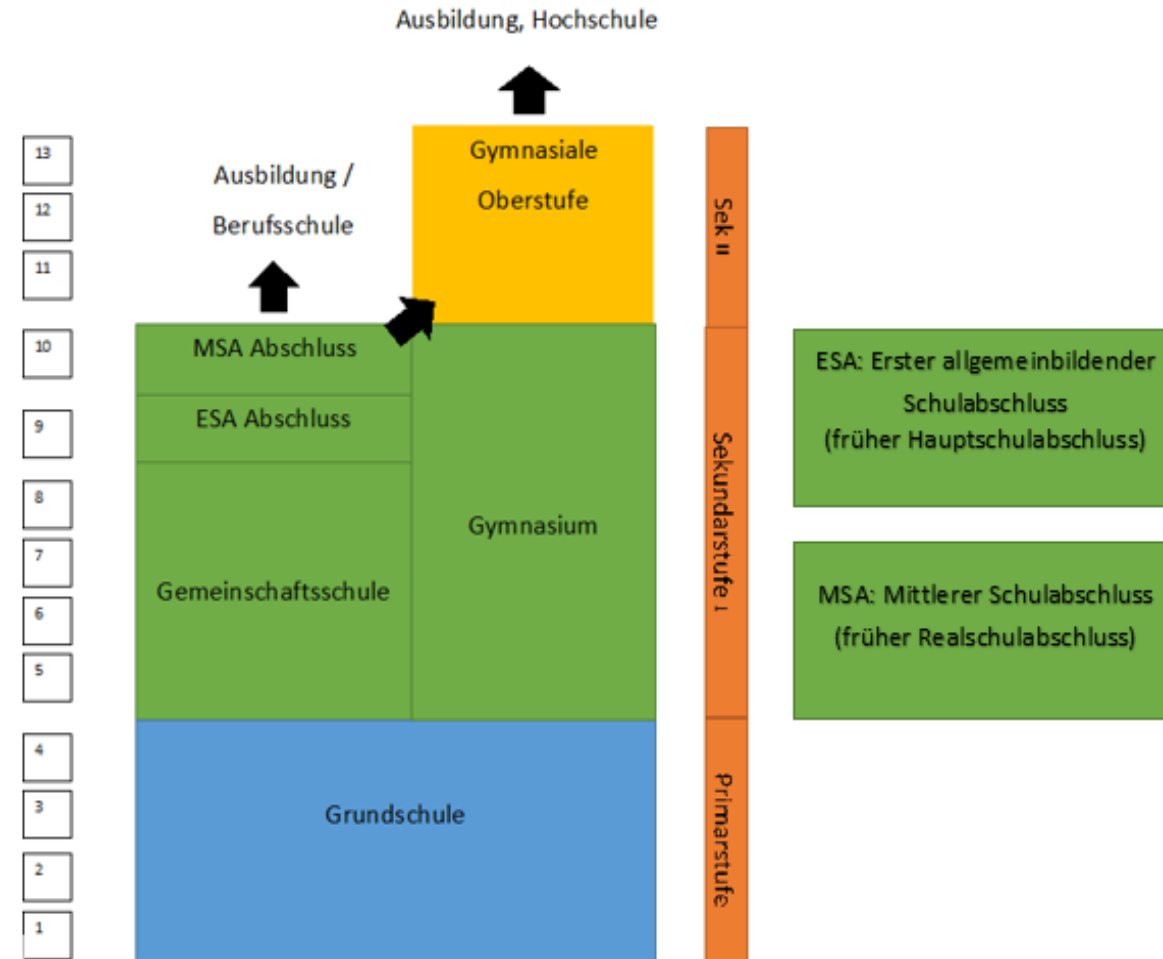 Ausbildung, Hochschule
13
12
11
10
9
8
7
6
5
4
3
2
1
Ausbildung /
Berufsschule
Gymnasiale
Oberstufe
MSA Abschluss
ESA Abschluss
Gemeinschaftsschule
Gymnasium
Grundschule
Sek II
Sekundarstufe I
Primarstufe
ESA: Erster allgemeinbildender
Schulabschluss
(früher Hauptschulabschluss)
MSA: Mittlerer Schulabschluss
(früher Realschulabschluss)